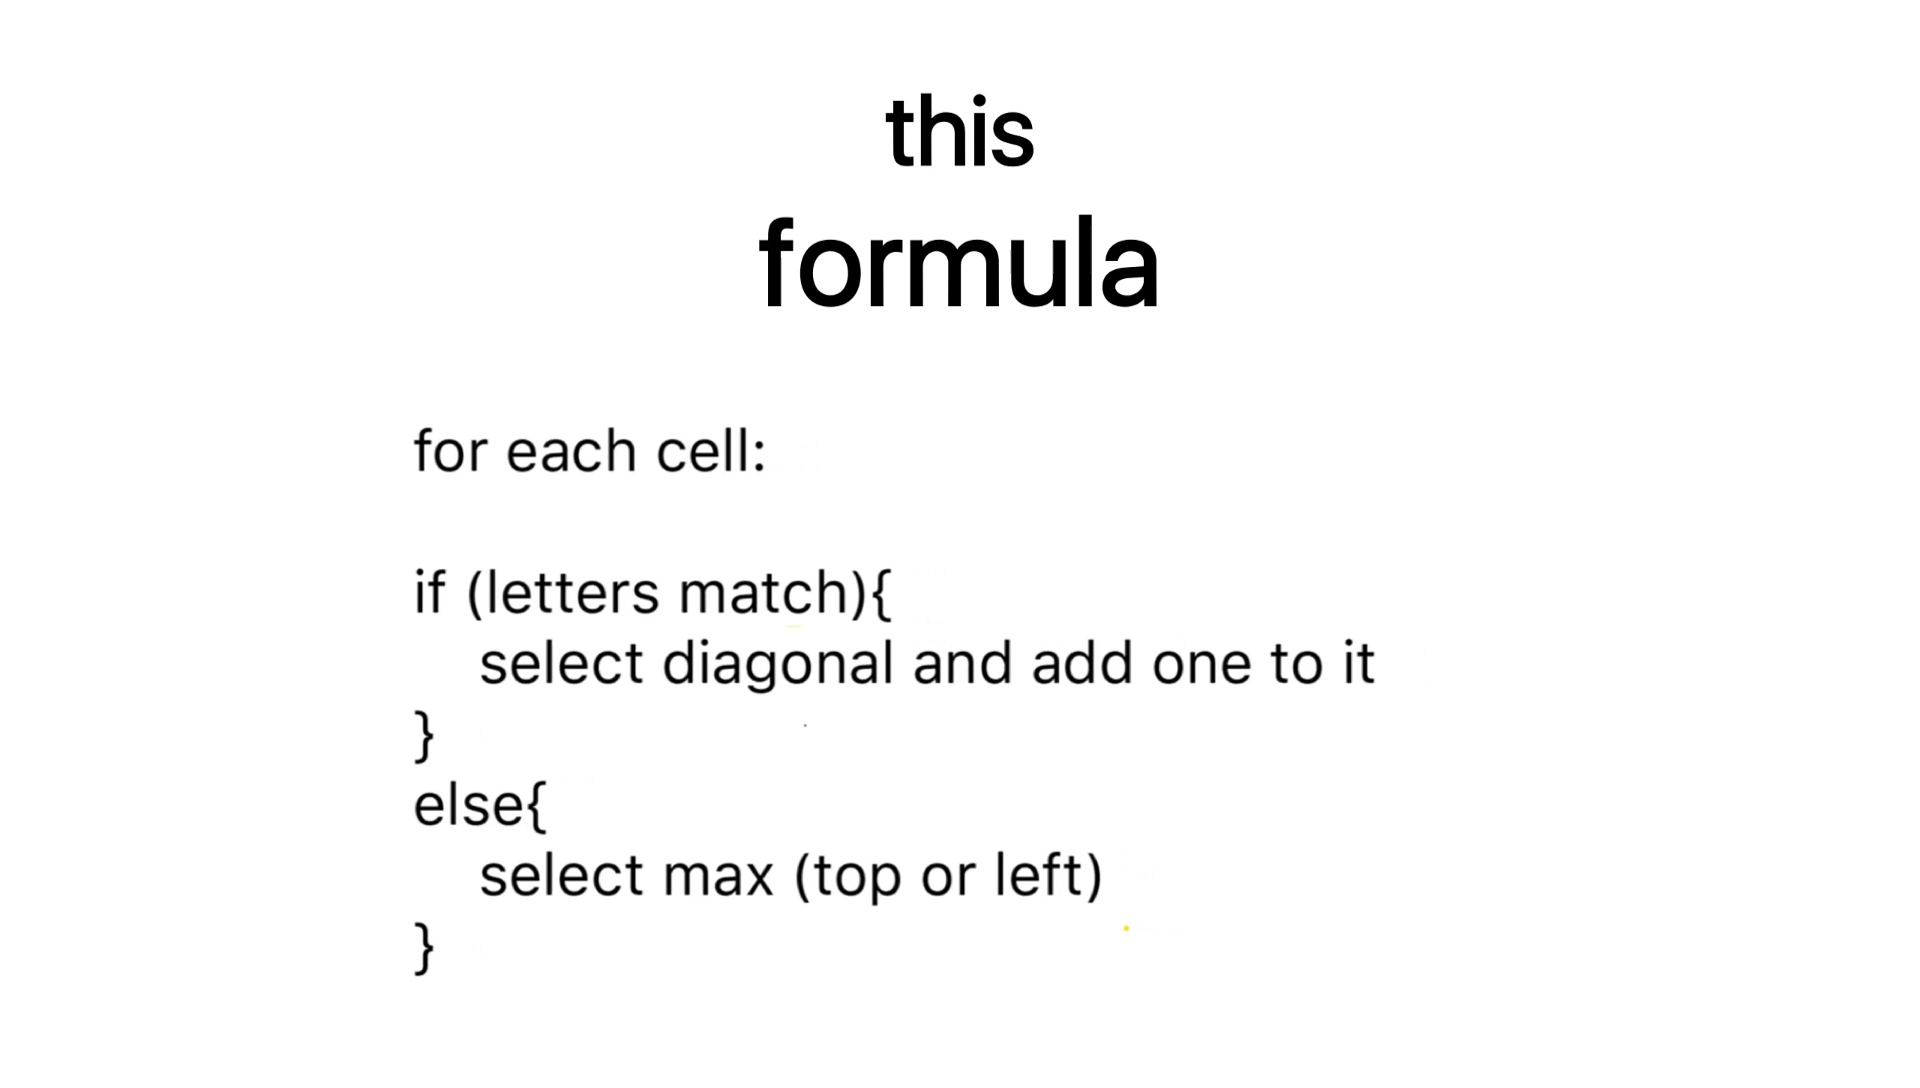 this
formula
for each cell:
if (letters match){
select diagonal and add one to it
}
else{
select max (top or left)
}